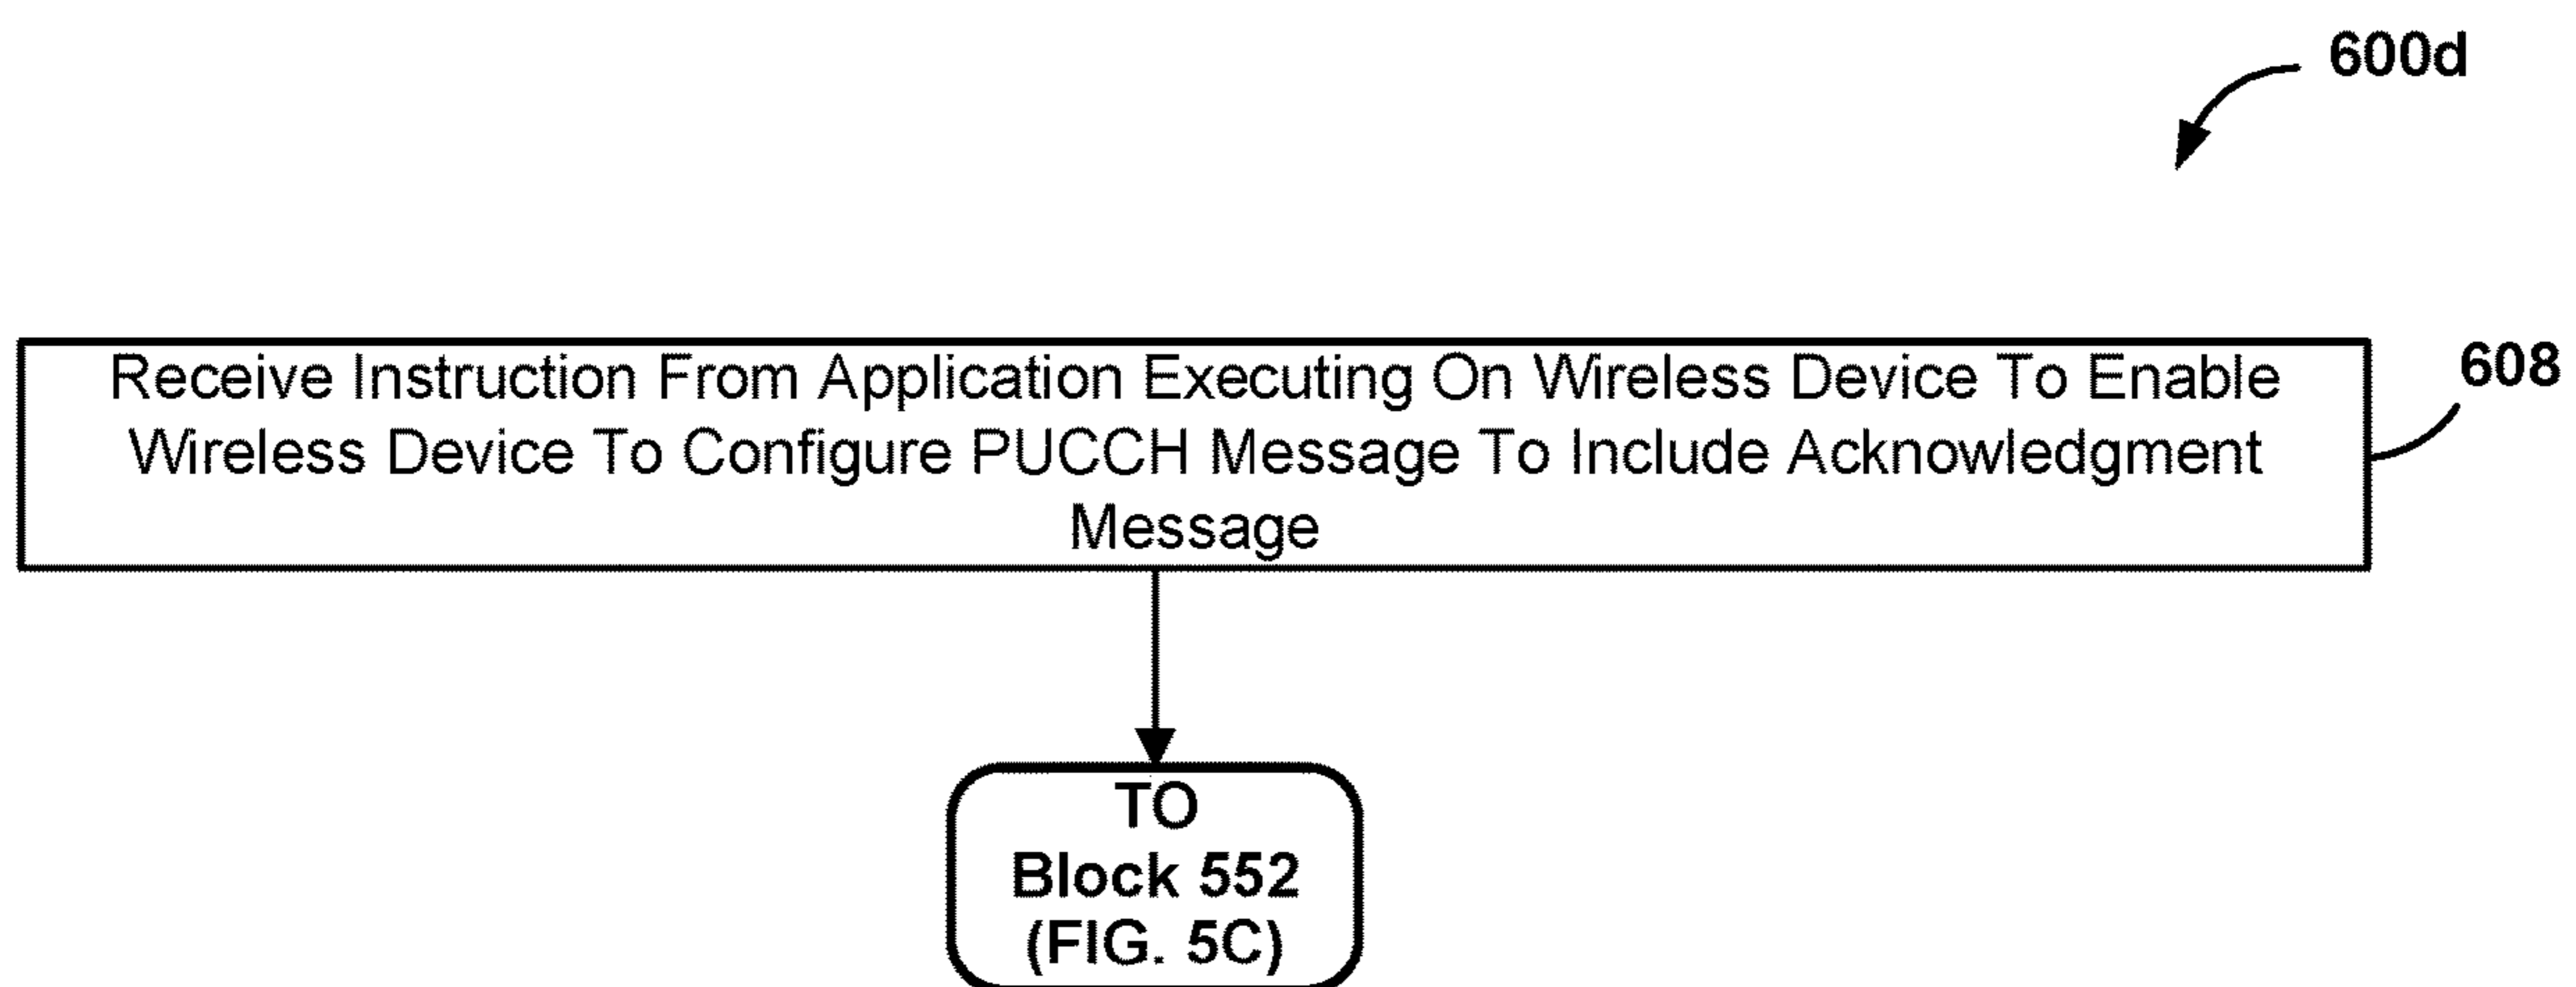 600d
Receive Instruction From Application Executing On Wireless Device To Enable
608
Wireless Device To Configure PUCCH Message To Include Acknowledgment
Message
TO
Block 552
(FIG. 5C)